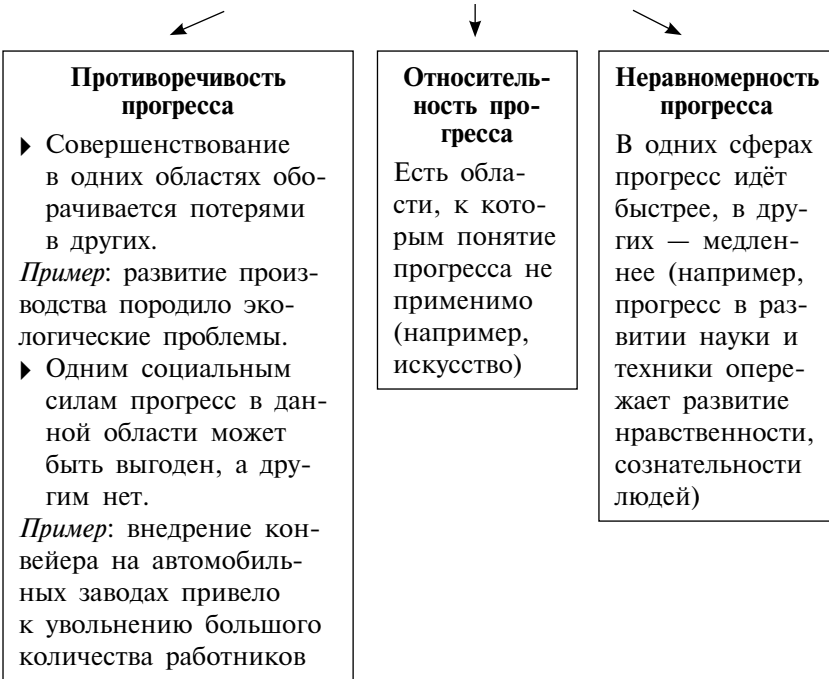 Противоречивость
прогресса
Совершенствование
в одних областях обо-
рачивается потерями
в других.
Пример: развитие произ-
водства породило эко-
логические проблемы.
Одним социальным
силам прогресс в дан-
ной области может
быть выгоден, а дру-
гим нет.
Пример: внедрение кон-
вейера на автомобиль-
ных заводах привело
к увольнению большого
количества работников
Относитель-
ность про-
гресса
Есть обла-
сти, к кото-
рым понятие
прогресса не
применимо
(например,
искусство)
Неравномерность
прогресса
В одних сферах
прогресс идёт
быстрее, в дру-
гих — медлен-
нее (например,
прогресс в раз-
витии науки и
техники опере-
жает развитие
нравственности,
сознательности
людей)